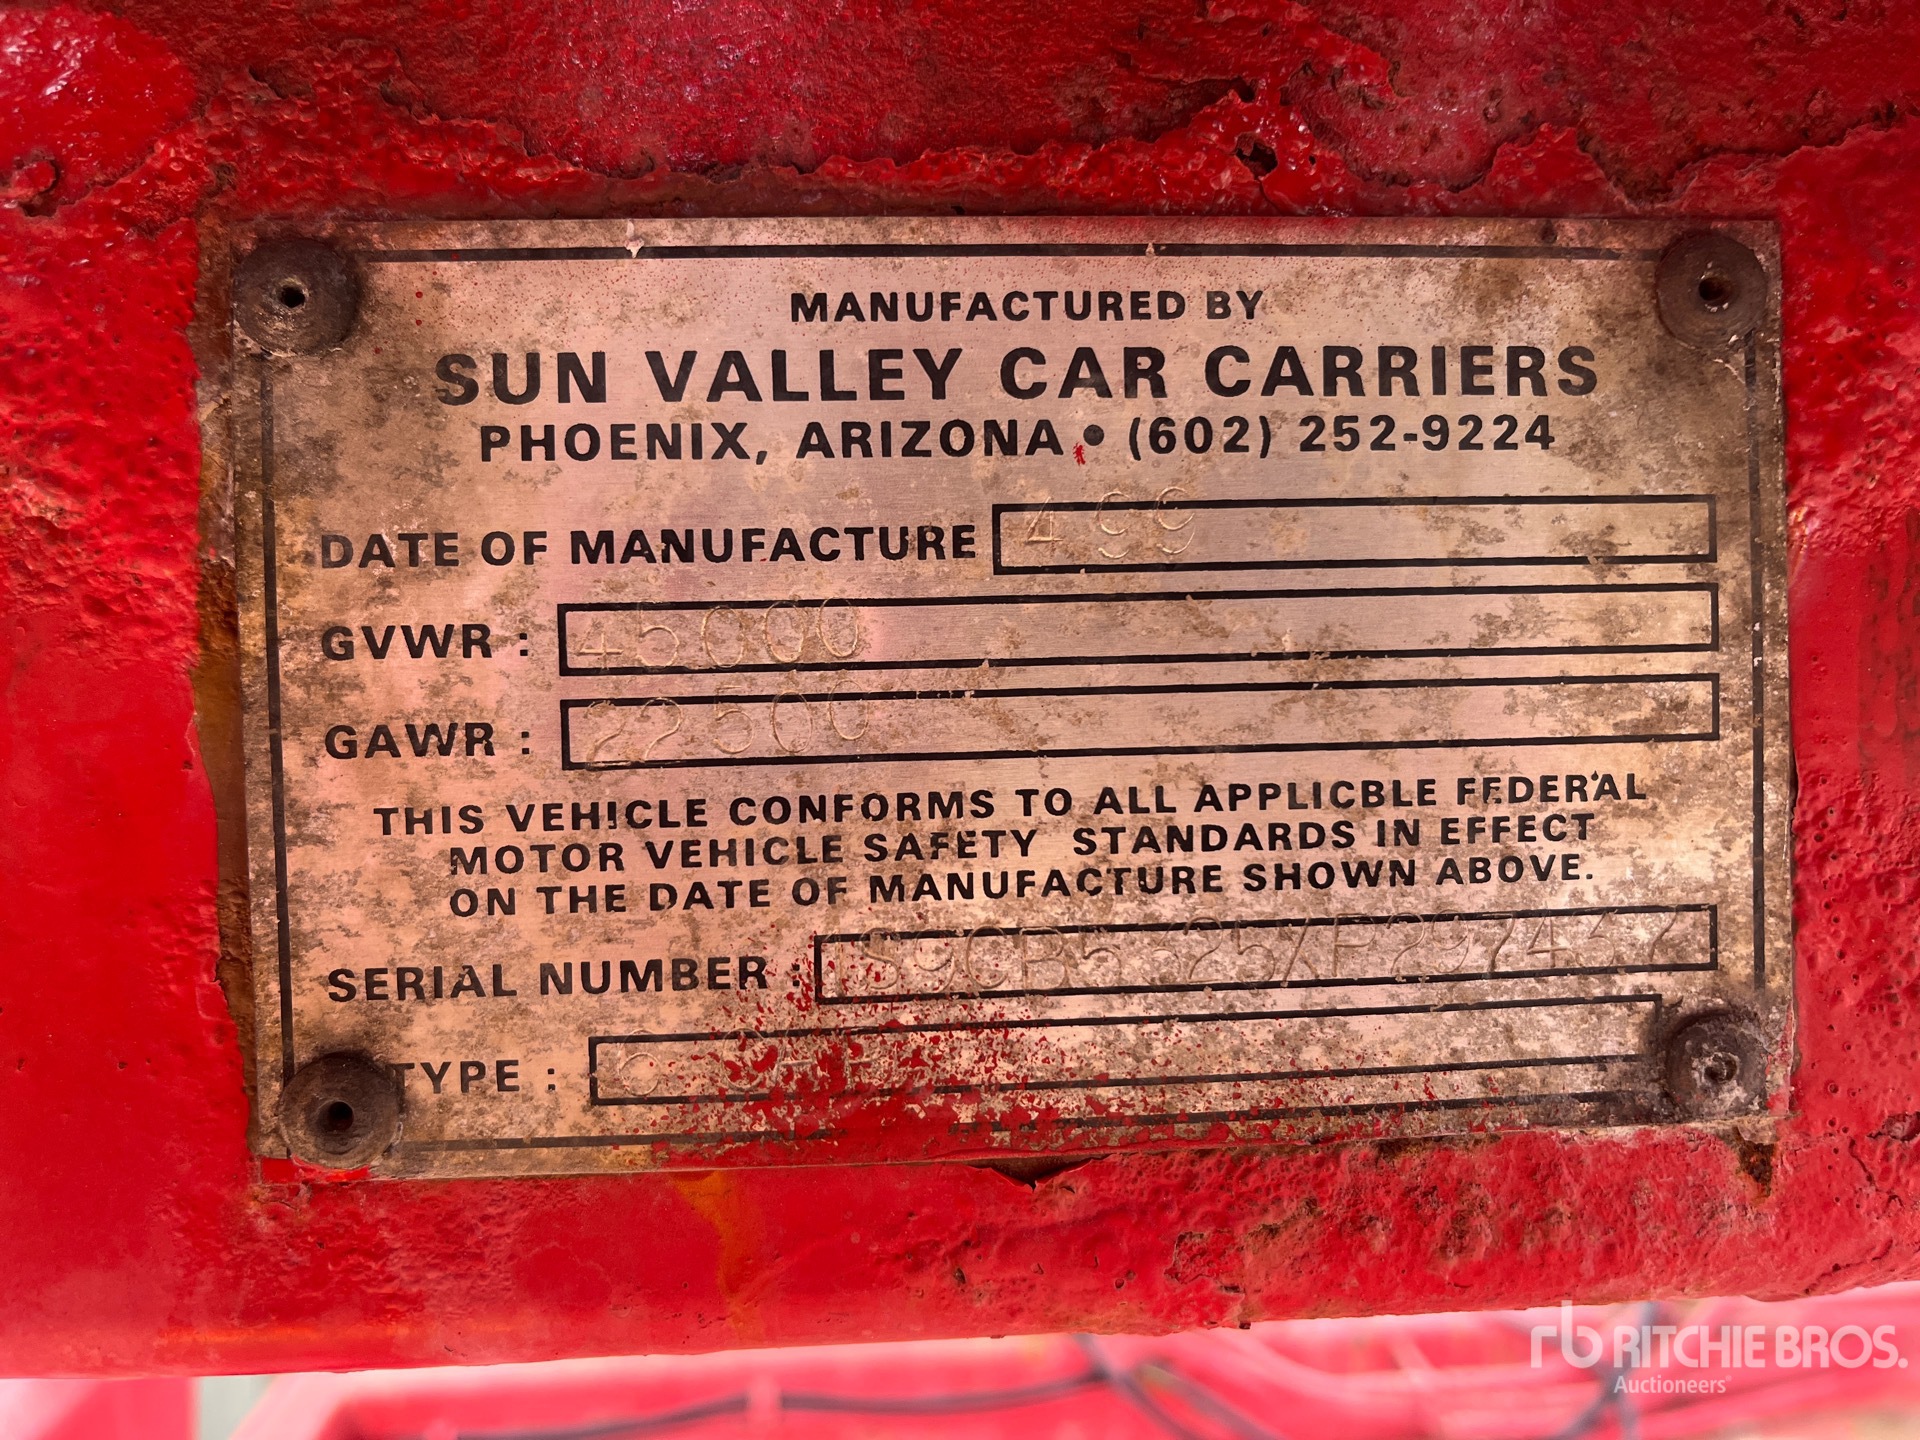 MANUFACTURED BY
SUN VALLEY CAR CARRIERS
PHOENIX, ARIZONA • (602) 252-9224
DATE OF MANUFACTURE 4 99
GVWR : 45000
GAWR : 22500
THIS VEHICLE CONFORMS TO ALL APPLICBLE FEDERAL
MOTOR VEHICLE SAFETY STANDARDS IN EFFECT
ON THE DATE OF MANUFACTURE SHOWN ABOVE.
SERIAL NUMBER :
TYPE :
rb RITCHIE BROS.
Auctioneers